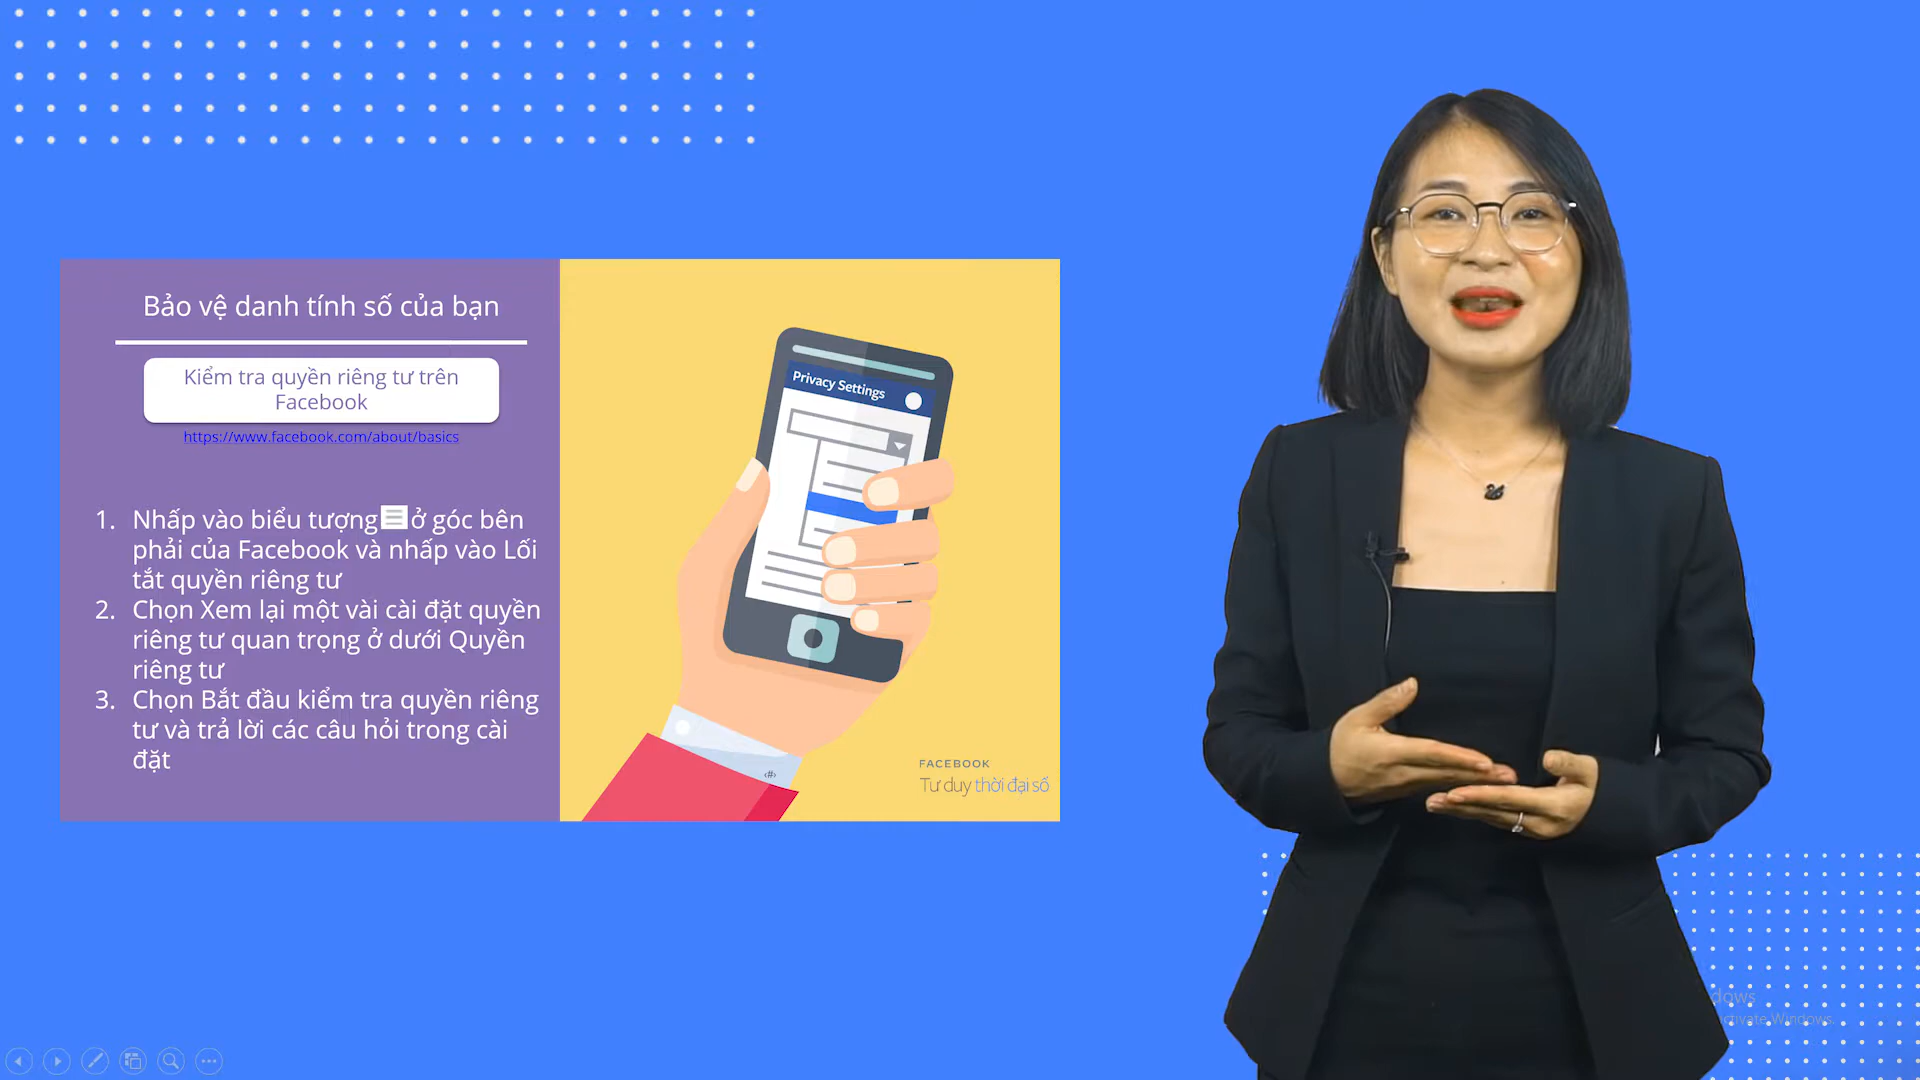 Bảo vệ danh tính số của bạn
Kiểm tra quyền riêng tư trên
Facebook
https://www.facebook.com/about/basics
1. Nhấp vào biểu tượng ở góc bên
phải của Facebook và nhấp vào Lối
tắt quyền riêng tư
2. Chọn Xem lại một vài cài đặt quyền
riêng tư quan trọng ở dưới Quyền
riêng tư
3. Chọn Bắt đầu kiểm tra quyền riêng
tư và trả lời các câu hỏi trong cài
đặt
Privacy Settings
FACEBOOK
Tư duy thời đại số
dows
ctivate Windows.